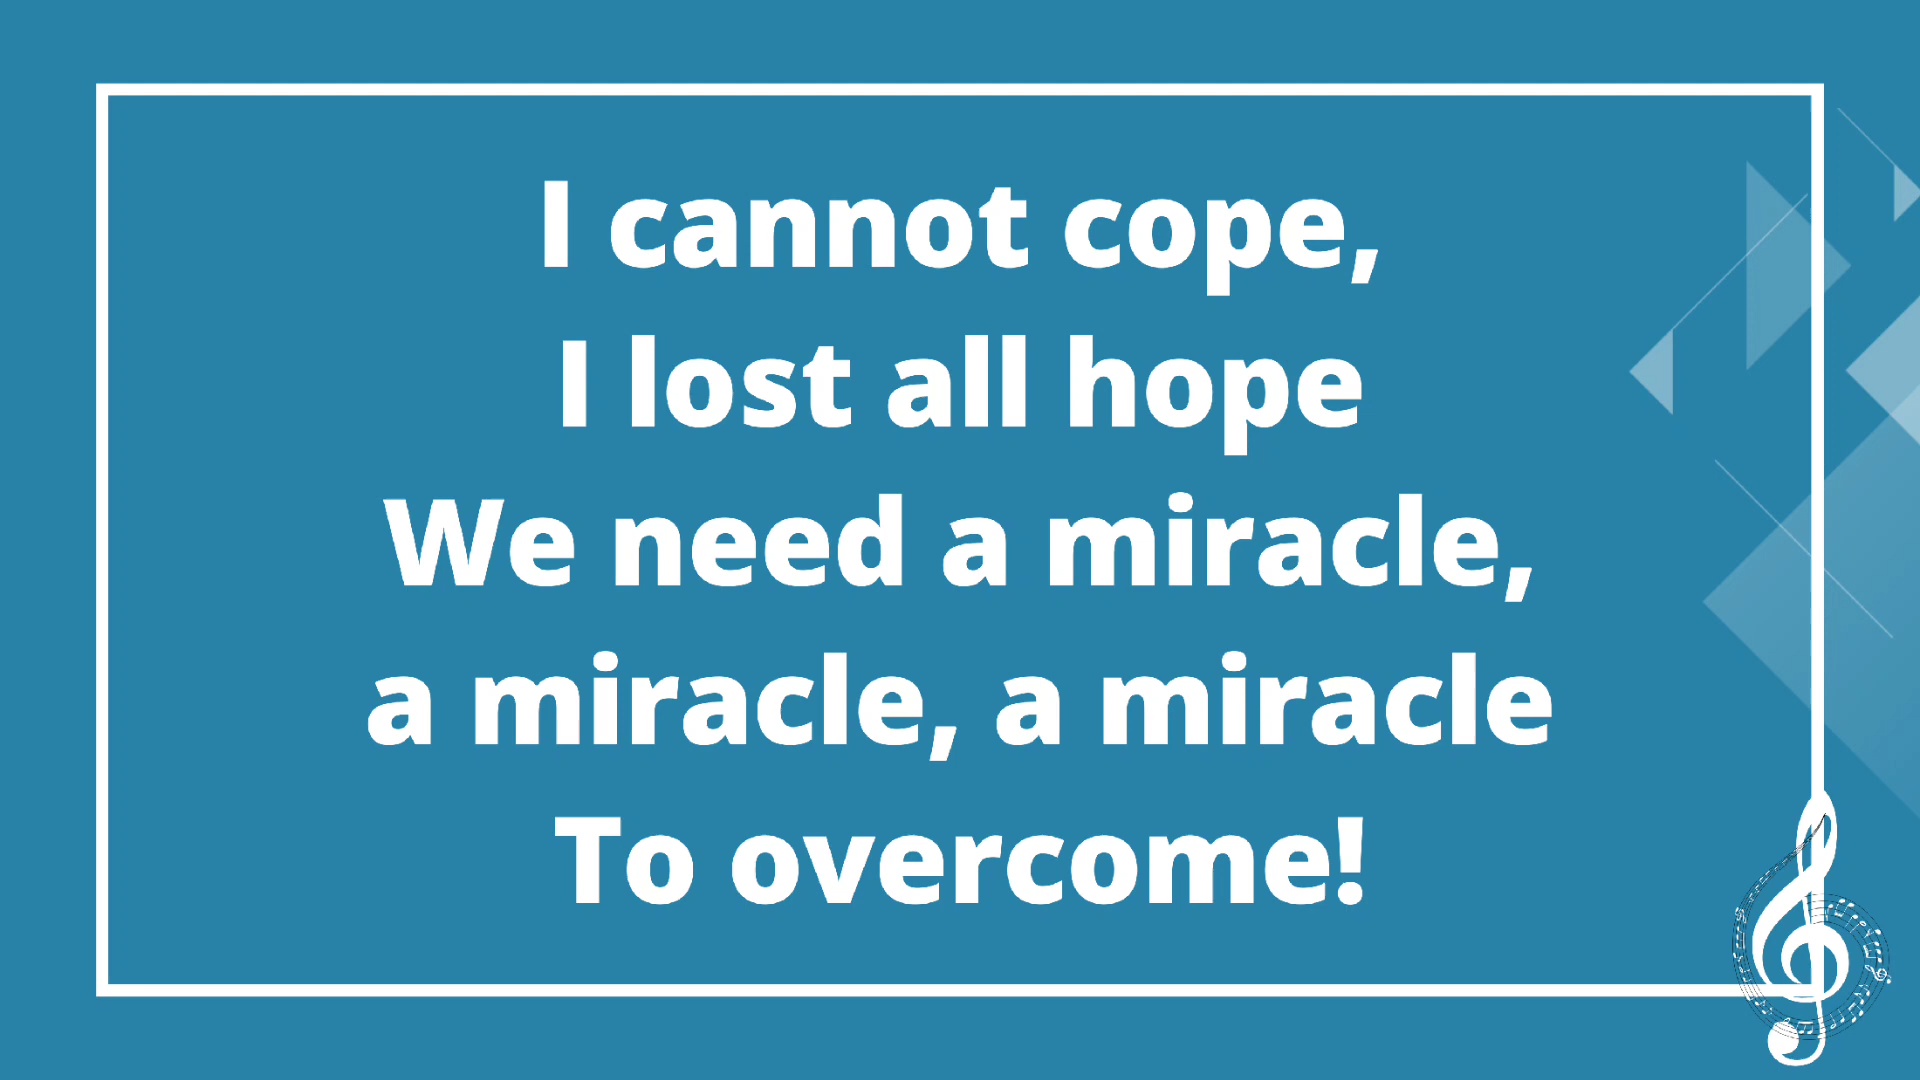 I cannot cope,
I lost all hope
We need a miracle,
a miracle, a miracle
To overcome!